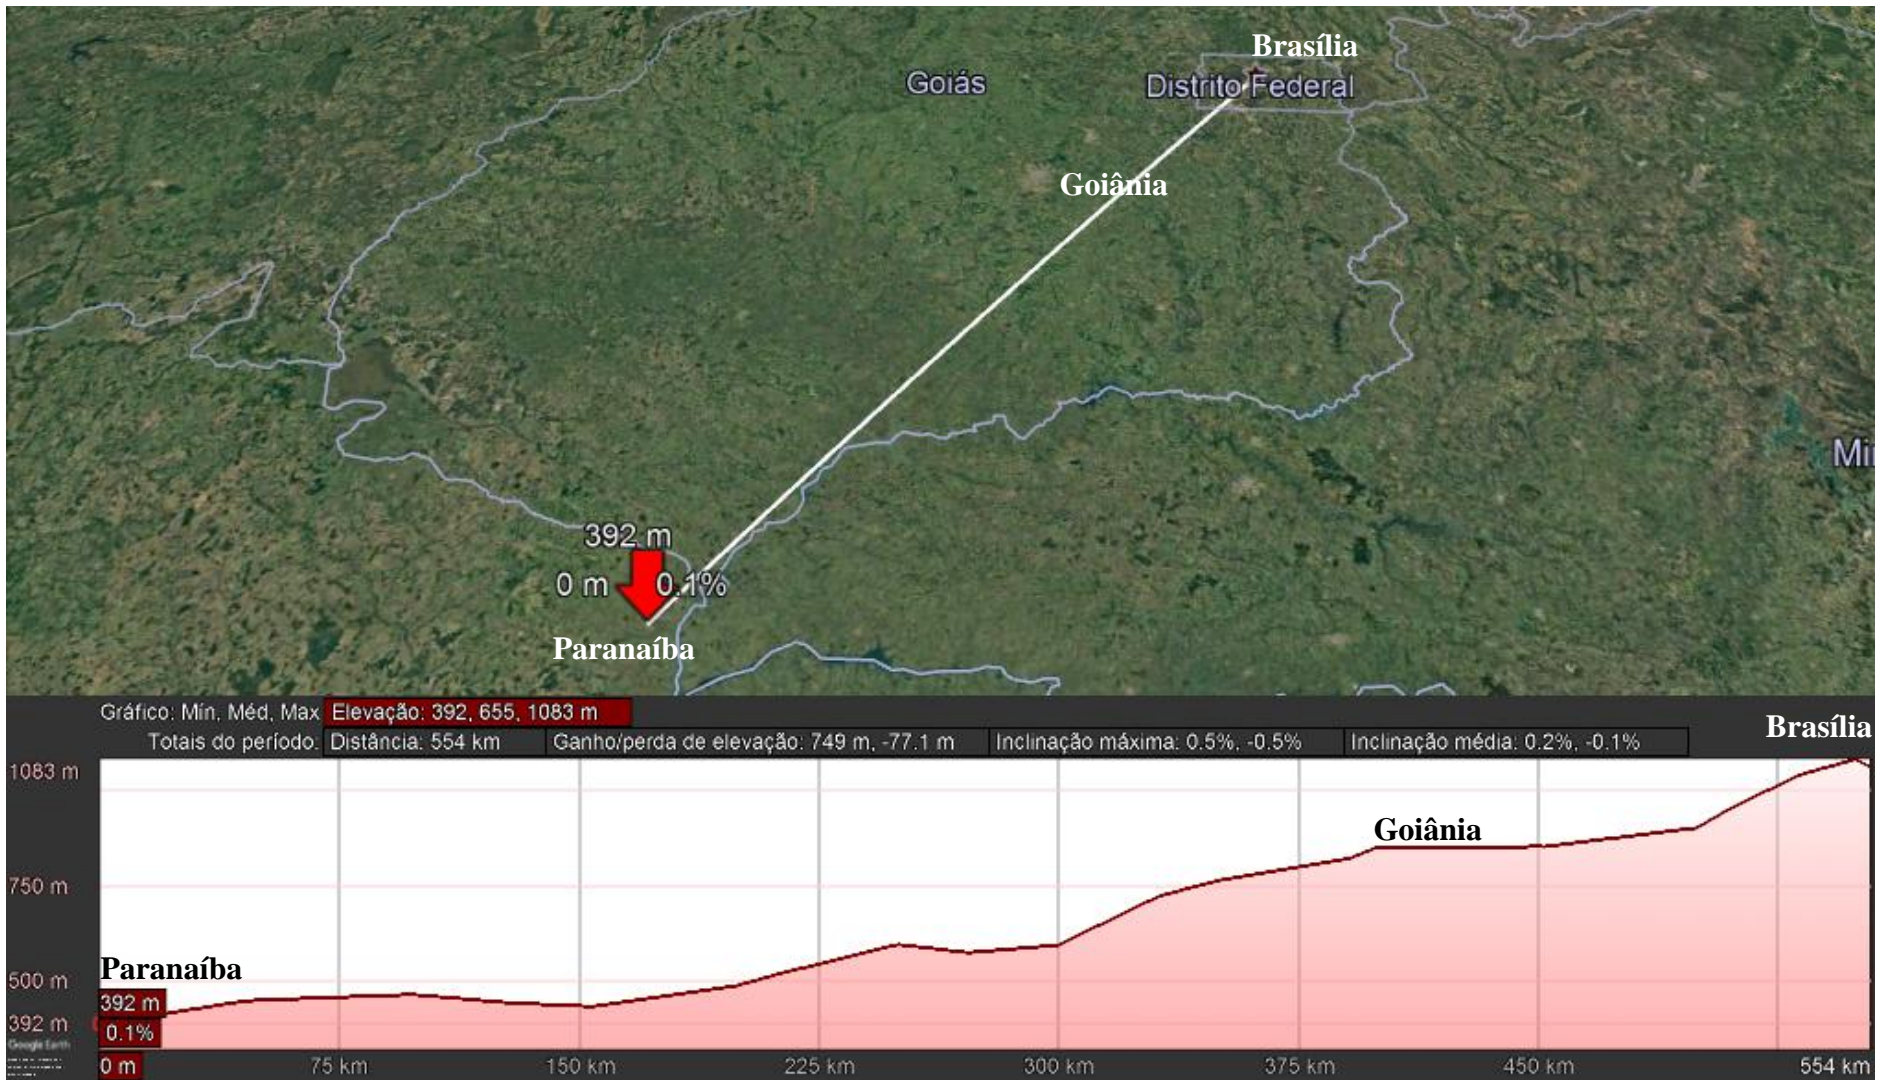 Brasília
Goiás
Distrito Federal
Goiânia
Mi
392 m
0 m 0.1%
Paranaíba
Gráfico: Mín, Méd, Max Elevação: 392, 655, 1083 m
Brasília
Totais do período: Distância: 554 km Ganho/perda de elevação: 749 m, -77.1 m Inclinação máxima: 0.5%, -0.5% Inclinação média: 0.2%, -0.1%
1083 m
Goiânia
750 m
Paranaíba
500 m
392 m
392 m
0.1%
Google Earth
0 m 75 km 150 km 225 km 300 km 375 km 450 km 554 km